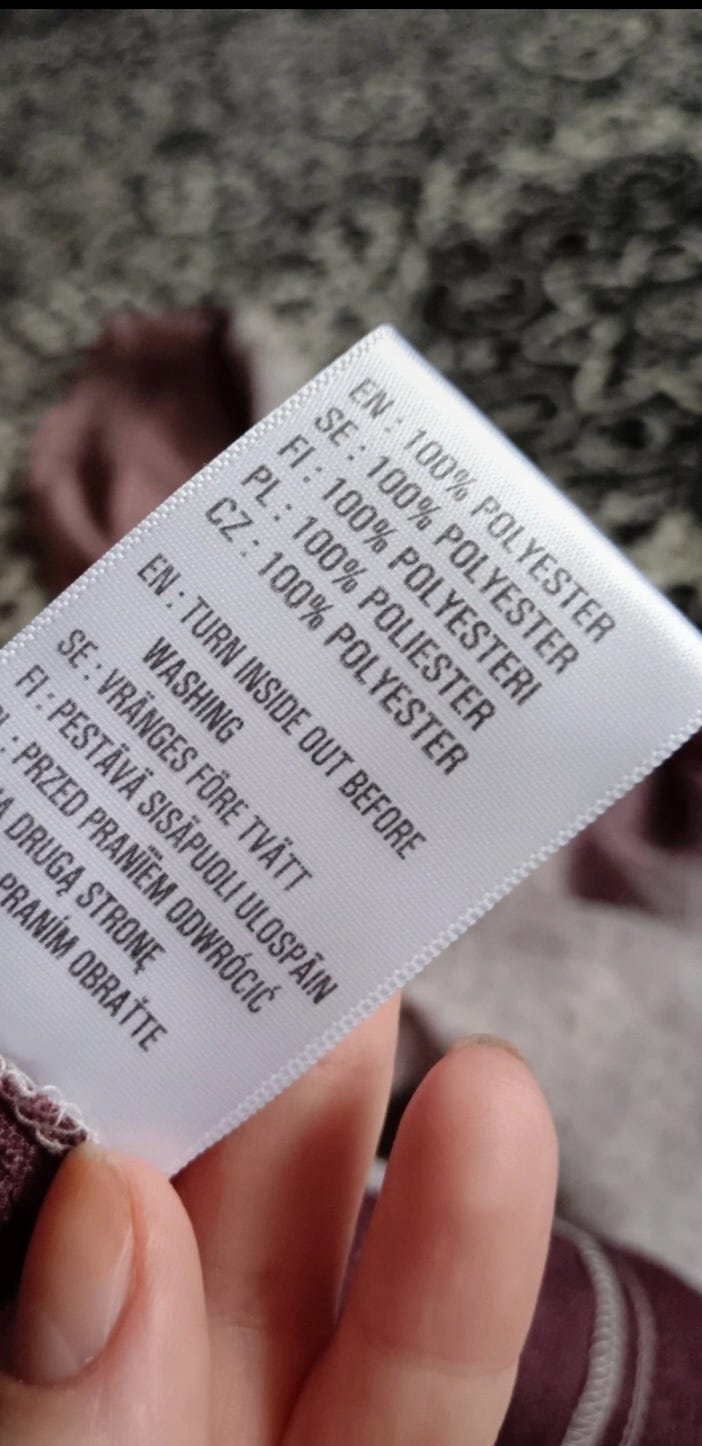 EN : 100% POLYESTER
SE : 100% POLYESTER
FI : 100% POLYESTERI
PL : 100% POLIESTER
CZ : 100% POLYESTER
EN : TURN INSIDE OUT BEFORE
WASHING
SE : VRÄNGES FÖRE TVÄTT
FI : PESTÄVÄ SISÄPUOLI ULOSPÄIN
: PRZED PRANIEM ODWRÓCIĆ
DRUGĄ STRONĘ
PRANÍM OBRAŤTE